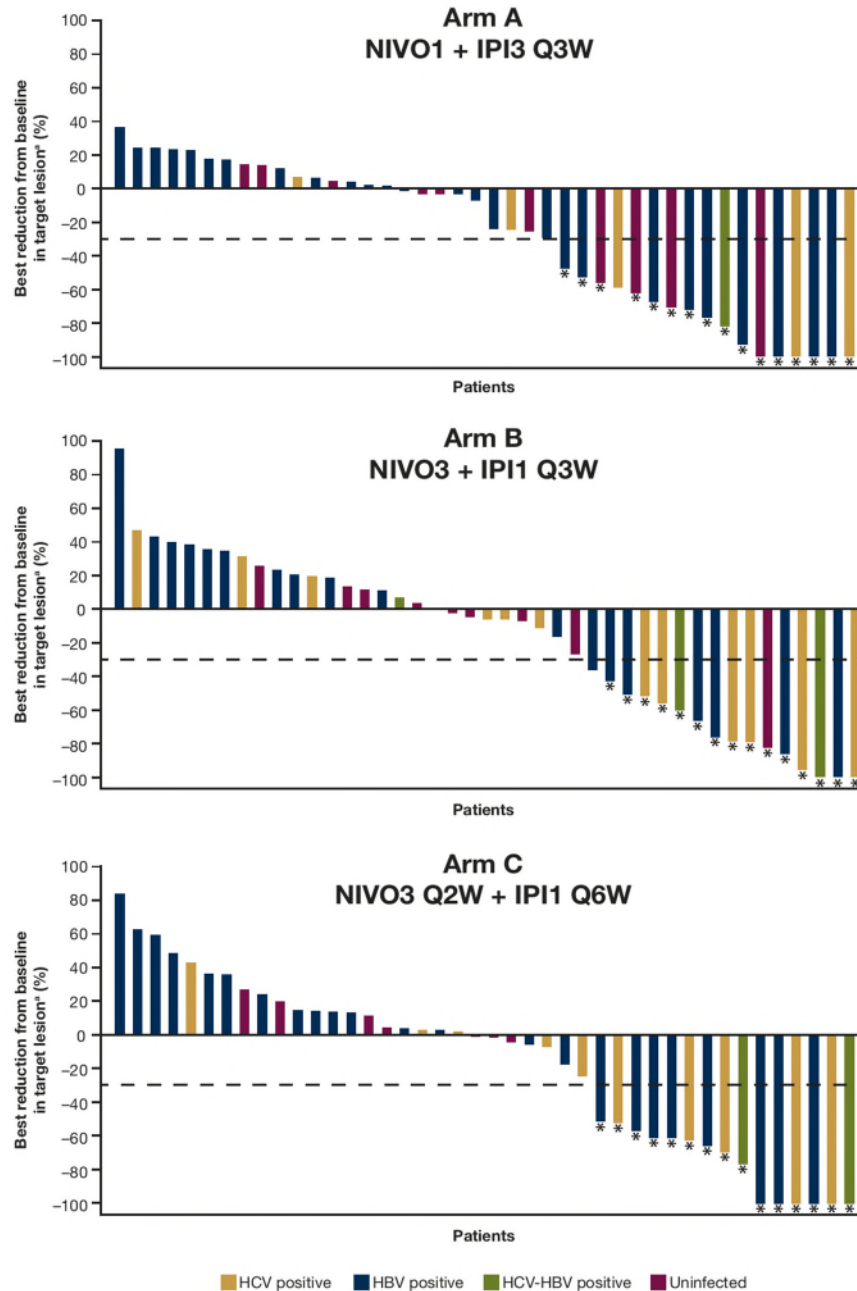 Arm A
NIVO1 + IPI3 Q3W
Best reduction from baseline
in target lesionᵃ (%)
100
80
60
40
20
0
−20
−40
−60
−80
−100
* * * * * * * * * * * * * * * *
Patients
Arm B
NIVO3 + IPI1 Q3W
Best reduction from baseline
in target lesionᵃ (%)
100
80
60
40
20
0
−20
−40
−60
−80
−100
* * * * * * * * * * * * * *
Patients
Arm C
NIVO3 Q2W + IPI1 Q6W
Best reduction from baseline
in target lesionᵃ (%)
100
80
60
40
20
0
−20
−40
−60
−80
−100
* * * * * * * * * * * * * * *
Patients
HCV positive HBV positive HCV-HBV positive Uninfected